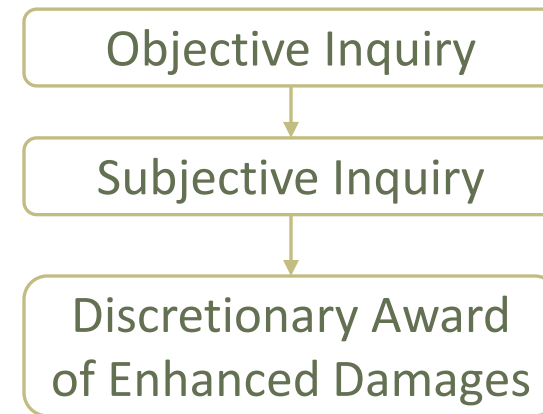 Objective Inquiry
Subjective Inquiry
Discretionary Award
of Enhanced Damages